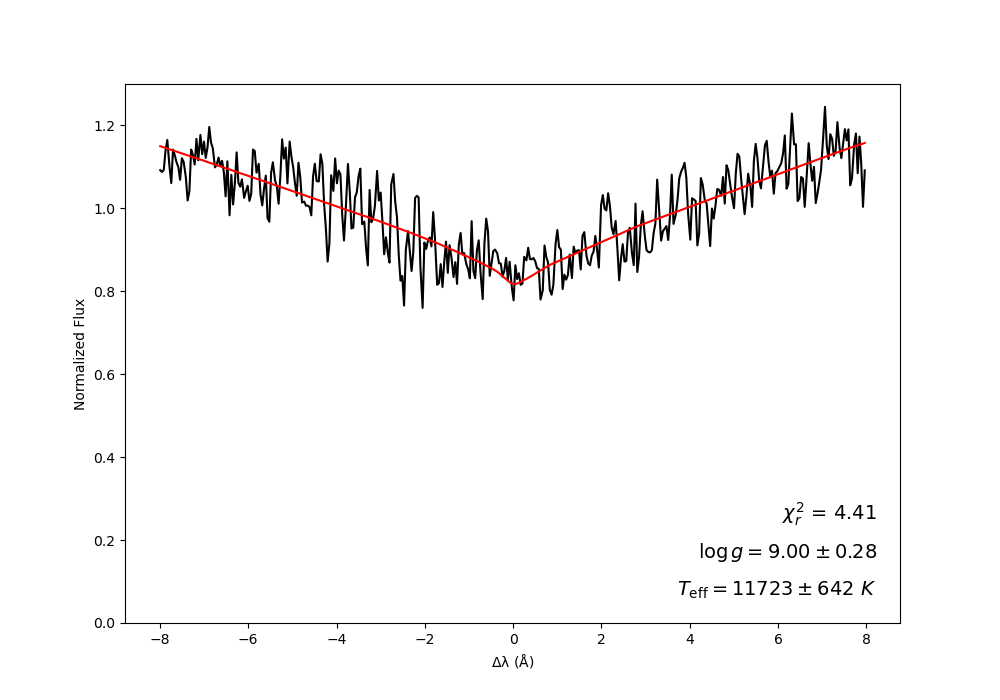 1.2
1.0
0.8
0.6
0.4
0.2
0.0
Normalized Flux
χ²ᵣ = 4.41
log g = 9.00 ± 0.28
T_eff = 11723 ± 642 K
−8 −6 −4 −2 0 2 4 6 8
Δλ (Å)